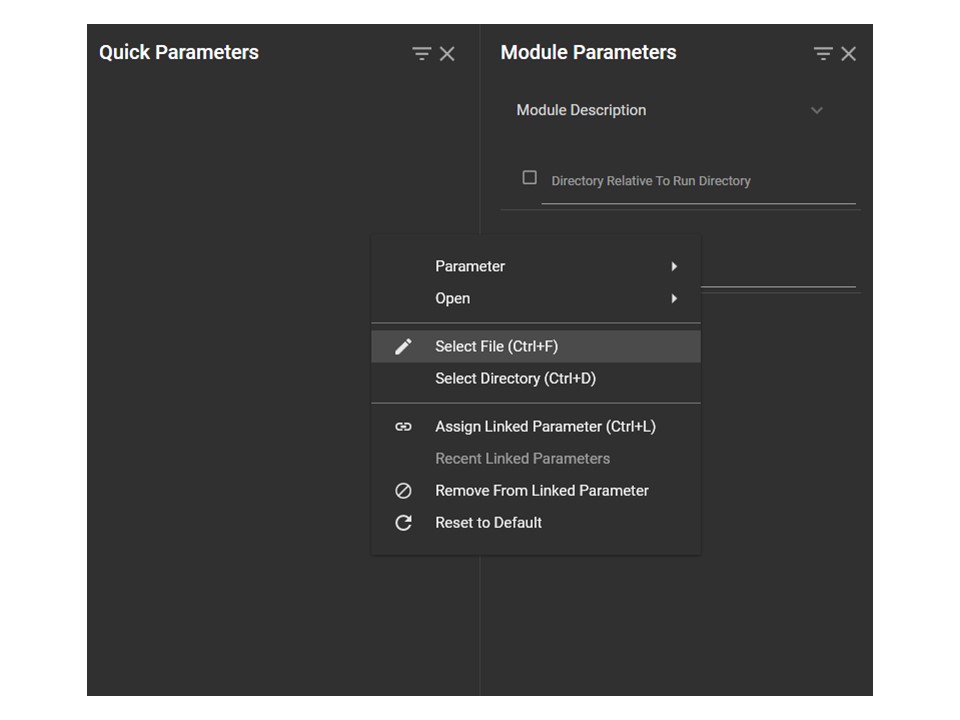 Quick Parameters
Module Parameters
Module Description
Directory Relative To Run Directory
Parameter
Open
Select File (Ctrl+F)
Select Directory (Ctrl+D)
Assign Linked Parameter (Ctrl+L)
Recent Linked Parameters
Remove From Linked Parameter
Reset to Default